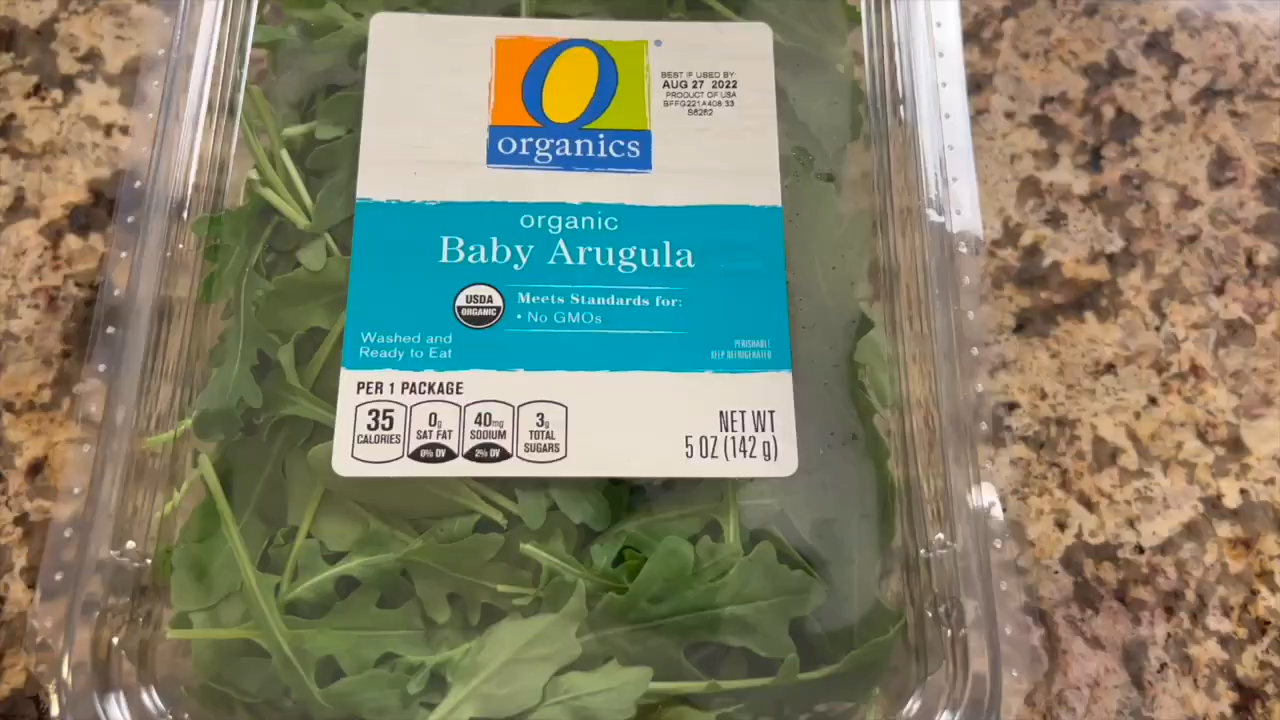 O
organics
BEST IF USED BY:
AUG 27 2022
PRODUCT OF USA
organic
Baby Arugula
USDA
ORGANIC
Meets Standards for:
• No GMOs
Washed and
Ready to Eat
PERISHABLE
KEEP REFRIGERATED
PER 1 PACKAGE
35
CALORIES
0g
SAT FAT
0% DV
40mg
SODIUM
2% DV
3g
TOTAL
SUGARS
NET WT
5 OZ (142 g)